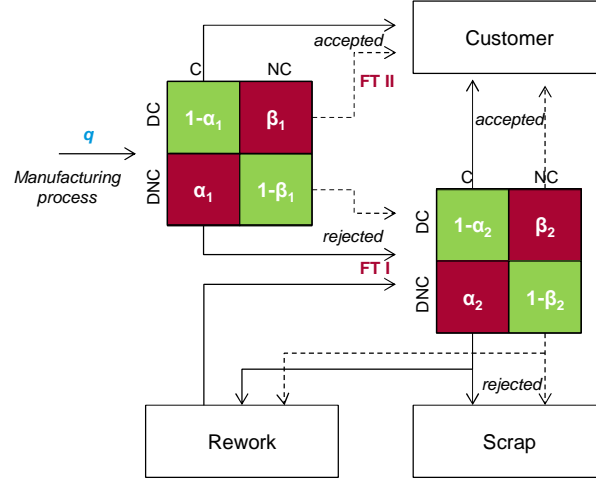 Customer
accepted
C NC
FT II
DC
1-α1 β1
q
Manufacturing
process
DNC
α1 1-β1
accepted
C NC
rejected
FT I
DC
1-α2 β2
DNC
α2 1-β2
rejected
Rework
Scrap